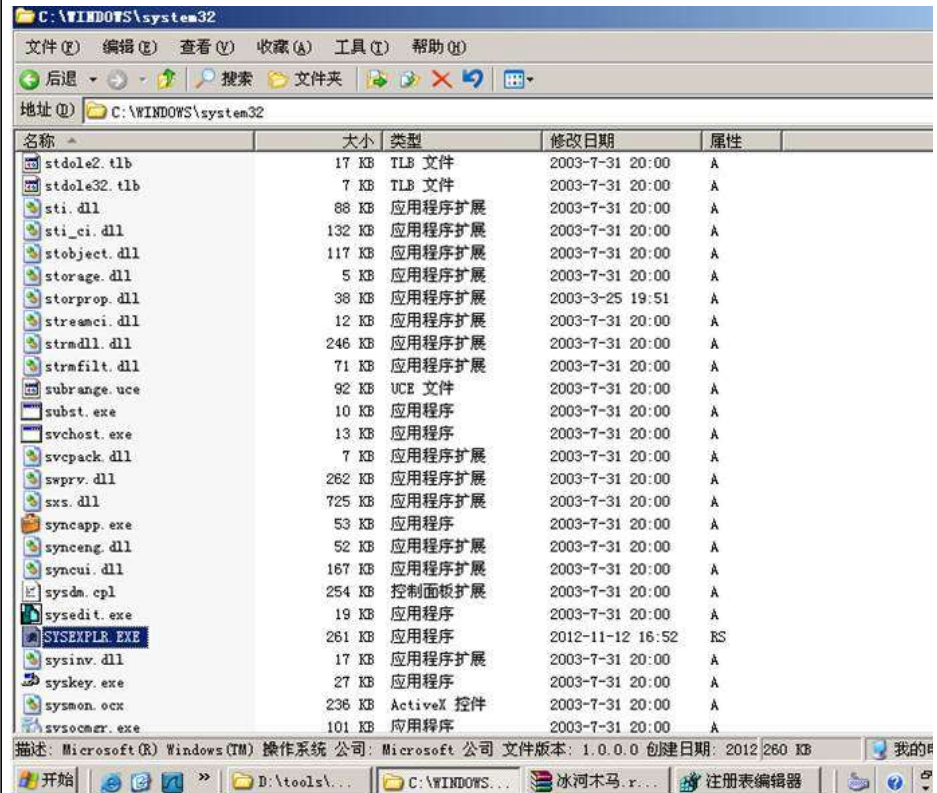 C:\WINDOWS\system32
文件(F) 编辑(E) 查看(V) 收藏(A) 工具(T) 帮助(H)
后退 搜索 文件夹
地址(D) C:\WINDOWS\system32
名称 大小 类型 修改日期 属性
stdole2.tlb 17 KB TLB 文件 2003-7-31 20:00 A
stdole32.tlb 7 KB TLB 文件 2003-7-31 20:00 A
sti.dll 88 KB 应用程序扩展 2003-7-31 20:00 A
sti_ci.dll 132 KB 应用程序扩展 2003-7-31 20:00 A
stobject.dll 117 KB 应用程序扩展 2003-7-31 20:00 A
storage.dll 5 KB 应用程序扩展 2003-7-31 20:00 A
storprop.dll 38 KB 应用程序扩展 2003-3-25 19:51 A
streamci.dll 12 KB 应用程序扩展 2003-7-31 20:00 A
strmdll.dll 246 KB 应用程序扩展 2003-7-31 20:00 A
strmfilt.dll 71 KB 应用程序扩展 2003-7-31 20:00 A
subrange.uce 92 KB UCE 文件 2003-7-31 20:00 A
subst.exe 10 KB 应用程序 2003-7-31 20:00 A
svchost.exe 13 KB 应用程序 2003-7-31 20:00 A
svcpack.dll 7 KB 应用程序扩展 2003-7-31 20:00 A
swprv.dll 262 KB 应用程序扩展 2003-7-31 20:00 A
sxs.dll 725 KB 应用程序扩展 2003-7-31 20:00 A
syncapp.exe 53 KB 应用程序 2003-7-31 20:00 A
synceng.dll 52 KB 应用程序扩展 2003-7-31 20:00 A
syncui.dll 167 KB 应用程序扩展 2003-7-31 20:00 A
sysdm.cpl 254 KB 控制面板扩展 2003-7-31 20:00 A
sysedit.exe 19 KB 应用程序 2003-7-31 20:00 A
SYSEXPLR.EXE 261 KB 应用程序 2012-11-12 16:52 RS
sysinv.dll 17 KB 应用程序扩展 2003-7-31 20:00 A
syskey.exe 27 KB 应用程序 2003-7-31 20:00 A
sysmon.ocx 236 KB ActiveX 控件 2003-7-31 20:00 A
sysocmgr.exe 101 KB 应用程序 2003-7-31 20:00 A
描述: Microsoft(R) Windows(TM) 操作系统 公司: Microsoft 公司 文件版本: 1.0.0.0 创建日期: 2012 260 KB 我的电
开始 » D:\tools\... C:\WINDOWS... 冰河木马.r... 注册表编辑器